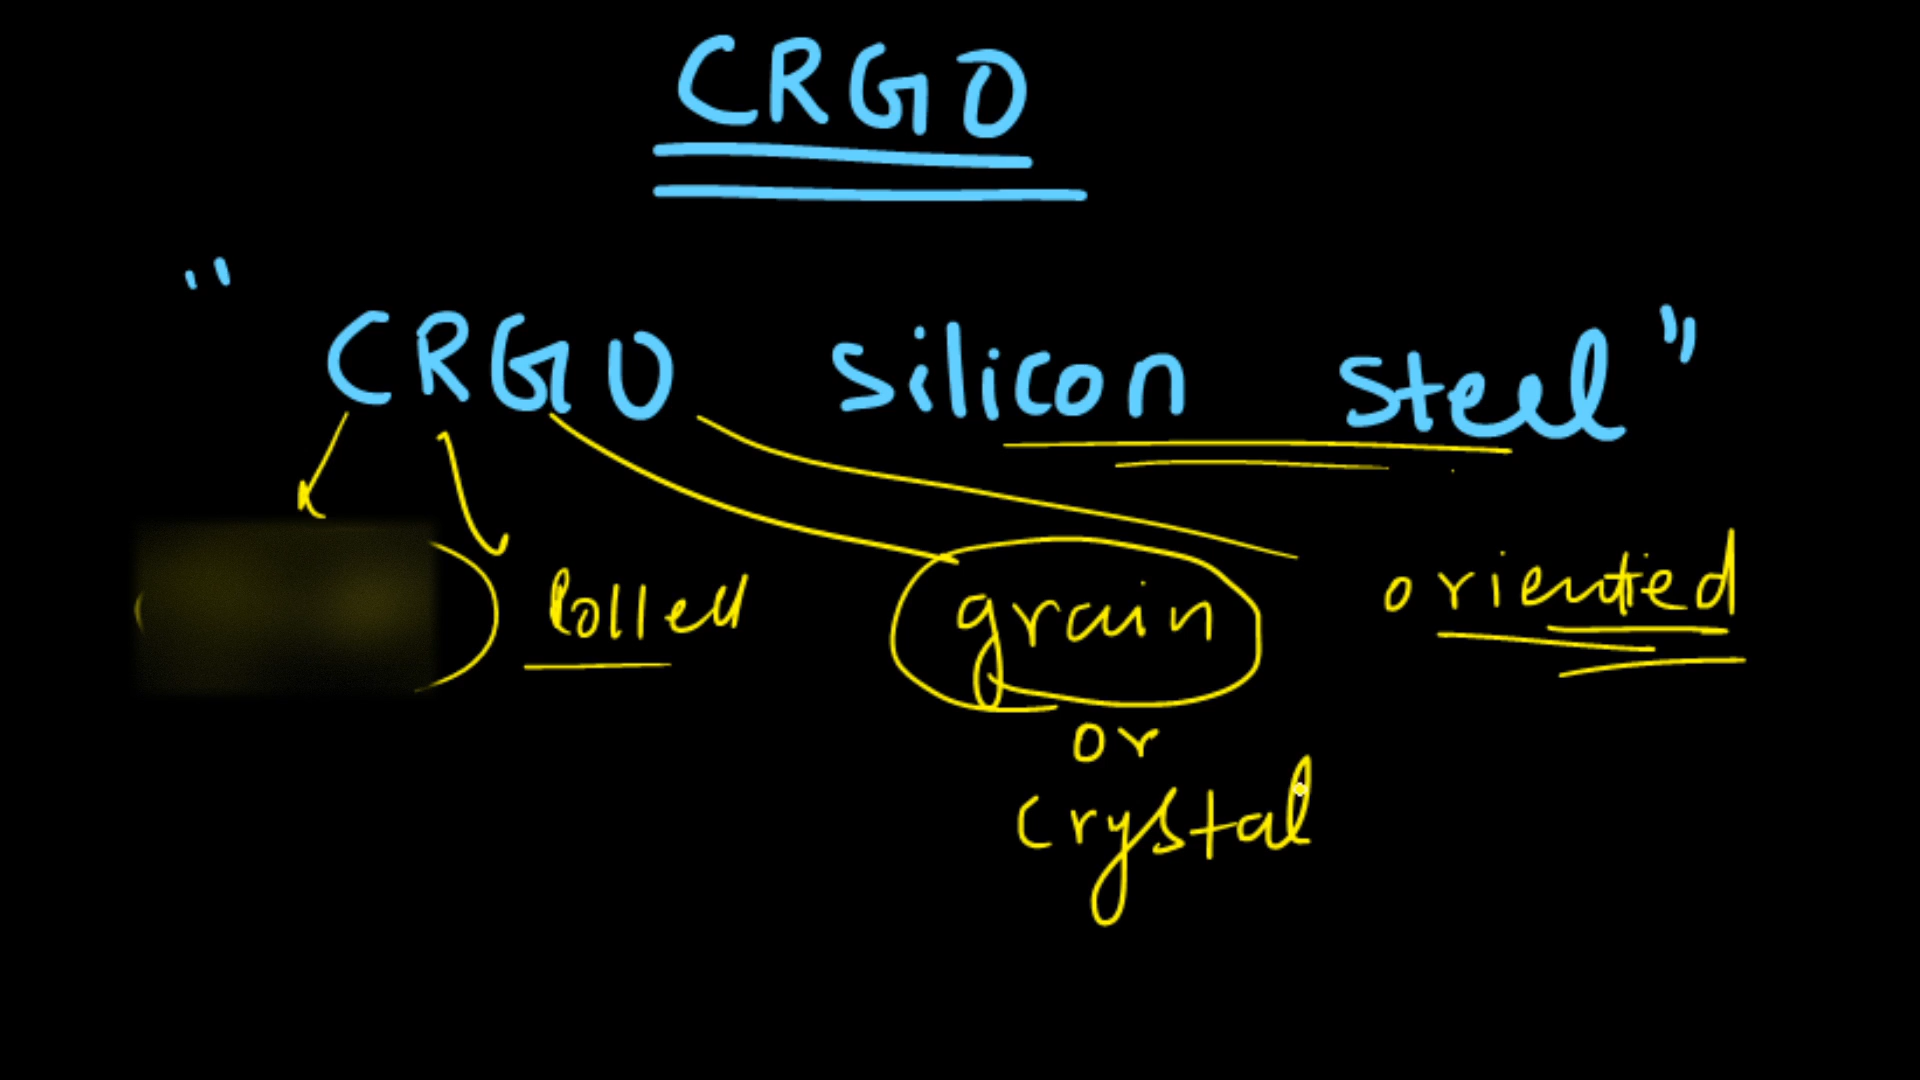 CRGO
"CRGO silicon steel"
rolled grain oriented
or
crystal